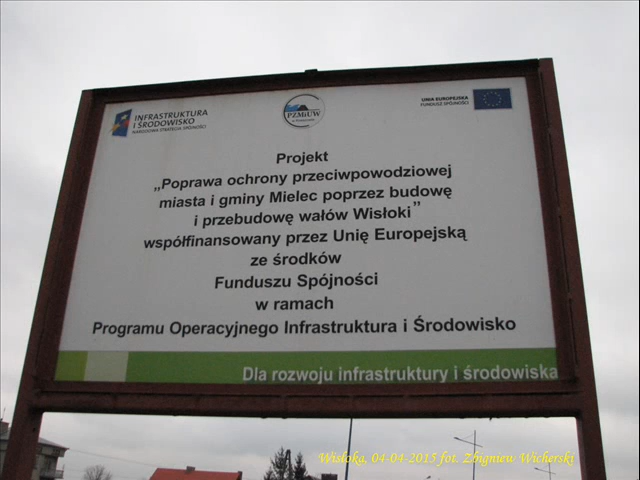 INFRASTRUKTURA
I ŚRODOWISKO
NARODOWA STRATEGIA SPÓJNOŚCI
PZMiUW
UNIA EUROPEJSKA
FUNDUSZ SPÓJNOŚCI
Projekt
„Poprawa ochrony przeciwpowodziowej
miasta i gminy Mielec poprzez budowę
i przebudowę wałów Wisłoki”
współfinansowany przez Unię Europejską
ze środków
Funduszu Spójności
w ramach
Programu Operacyjnego Infrastruktura i Środowisko
Dla rozwoju infrastruktury i środowiska
Wisłoka, 04-04-2015 fot. Zbigniew Wicherski